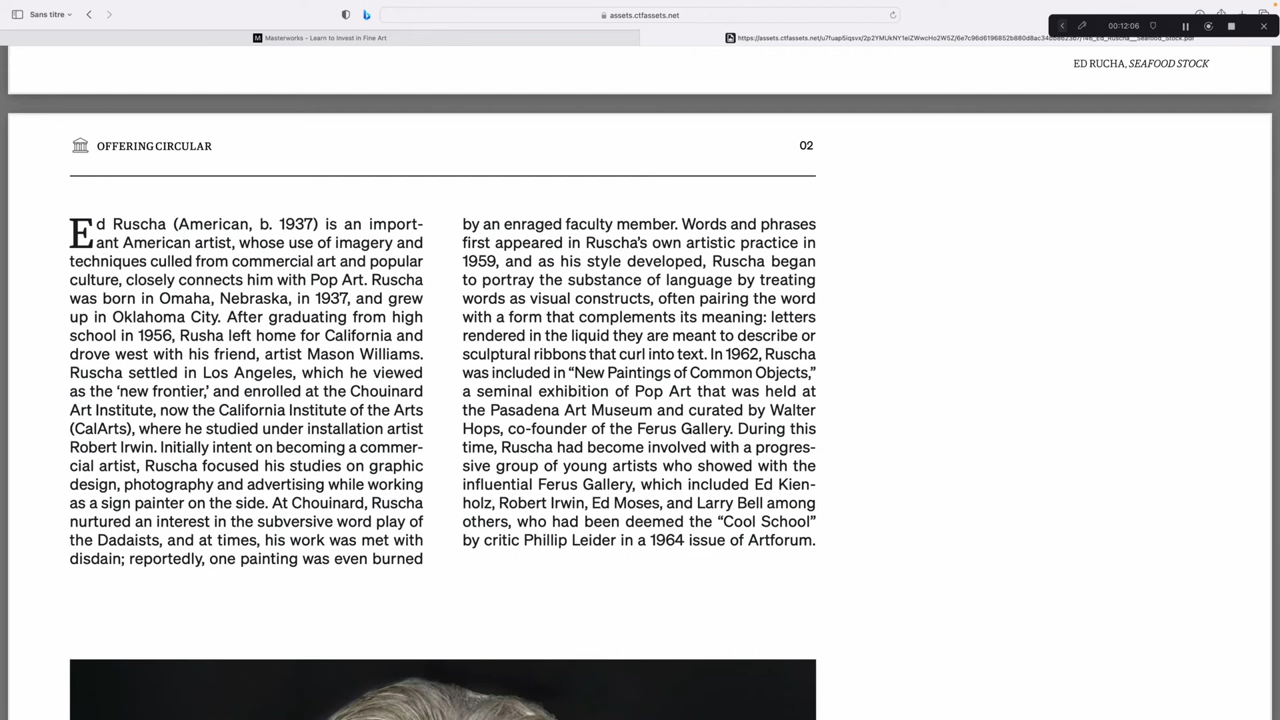 Sans titre
assets.ctfassets.net
00:12:06
Masterworks - Learn to Invest in Fine Art
ED RUCHA, SEAFOOD STOCK
OFFERING CIRCULAR
02
Ed Ruscha (American, b. 1937) is an import-
ant American artist, whose use of imagery and
techniques culled from commercial art and popular
culture, closely connects him with Pop Art. Ruscha
was born in Omaha, Nebraska, in 1937, and grew
up in Oklahoma City. After graduating from high
school in 1956, Rusha left home for California and
drove west with his friend, artist Mason Williams.
Ruscha settled in Los Angeles, which he viewed
as the ‘new frontier,’ and enrolled at the Chouinard
Art Institute, now the California Institute of the Arts
(CalArts), where he studied under installation artist
Robert Irwin. Initially intent on becoming a commer-
cial artist, Ruscha focused his studies on graphic
design, photography and advertising while working
as a sign painter on the side. At Chouinard, Ruscha
nurtured an interest in the subversive word play of
the Dadaists, and at times, his work was met with
disdain; reportedly, one painting was even burned
by an enraged faculty member. Words and phrases
first appeared in Ruscha’s own artistic practice in
1959, and as his style developed, Ruscha began
to portray the substance of language by treating
words as visual constructs, often pairing the word
with a form that complements its meaning: letters
rendered in the liquid they are meant to describe or
sculptural ribbons that curl into text. In 1962, Ruscha
was included in “New Paintings of Common Objects,”
a seminal exhibition of Pop Art that was held at
the Pasadena Art Museum and curated by Walter
Hops, co-founder of the Ferus Gallery. During this
time, Ruscha had become involved with a progres-
sive group of young artists who showed with the
influential Ferus Gallery, which included Ed Kien-
holz, Robert Irwin, Ed Moses, and Larry Bell among
others, who had been deemed the “Cool School”
by critic Phillip Leider in a 1964 issue of Artforum.